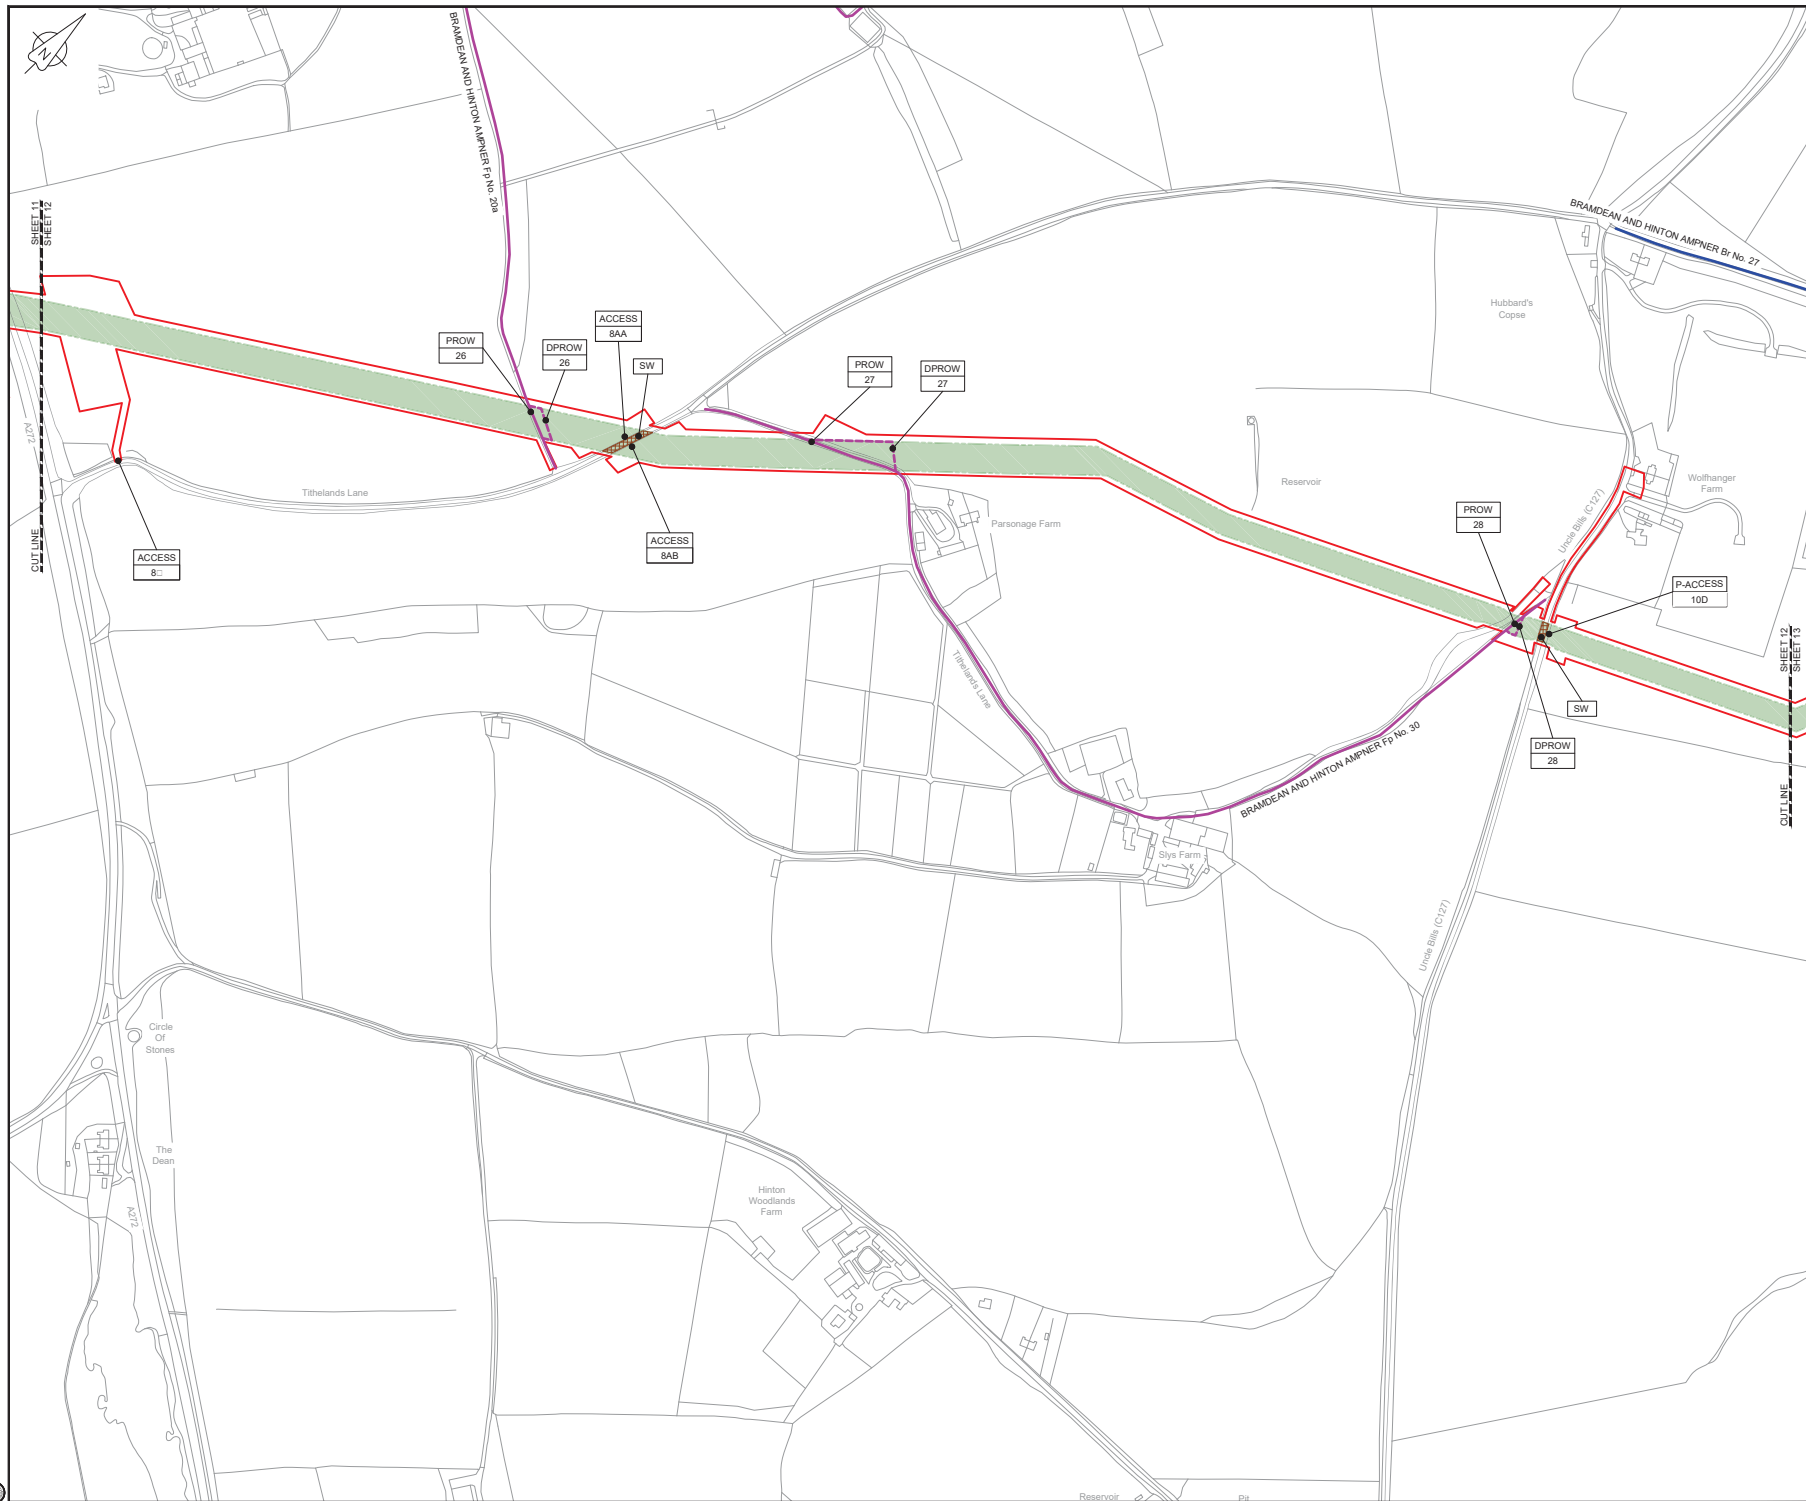 N
BRAMDEAN AND HINTON AMPNER Fp No. 20a
SHEET 11
SHEET 12
CUT LINE
A272
BRAMDEAN AND HINTON AMPNER Br No. 27
Hubbard's
Copse
PROW
26
DPROW
26
ACCESS
8AA
SW
PROW
27
DPROW
27
Tithelands Lane
ACCESS
8
ACCESS
8AB
Parsonage Farm
Reservoir
PROW
28
Uncle Bills (C127)
Wolfhanger
Farm
P-ACCESS
10D
SW
DPROW
28
SHEET 12
SHEET 13
CUT LINE
Tithelands Lane
BRAMDEAN AND HINTON AMPNER Fp No. 30
Slys Farm
Uncle Bills (C127)
Circle
Of
Stones
The
Dean
A272
Hinton
Woodlands
Farm
Reservoir
Pit